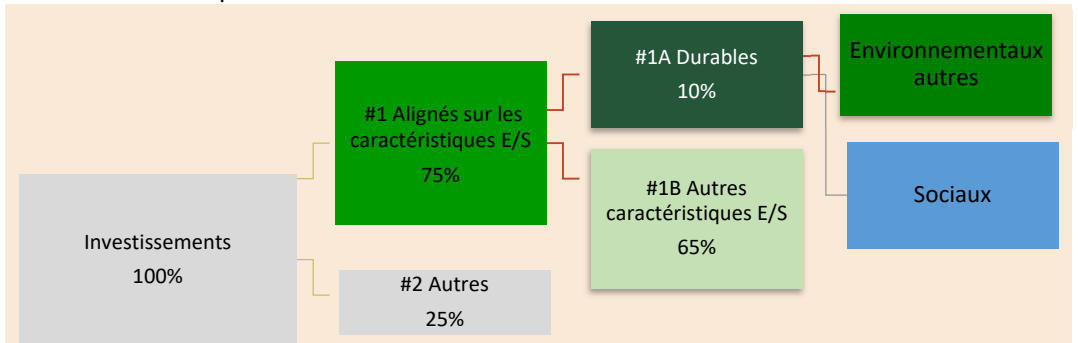 Investissements
100%
#1 Alignés sur les
caractéristiques E/S
75%
#2 Autres
25%
#1A Durables
10%
#1B Autres
caractéristiques E/S
65%
Environnementaux
autres
Sociaux